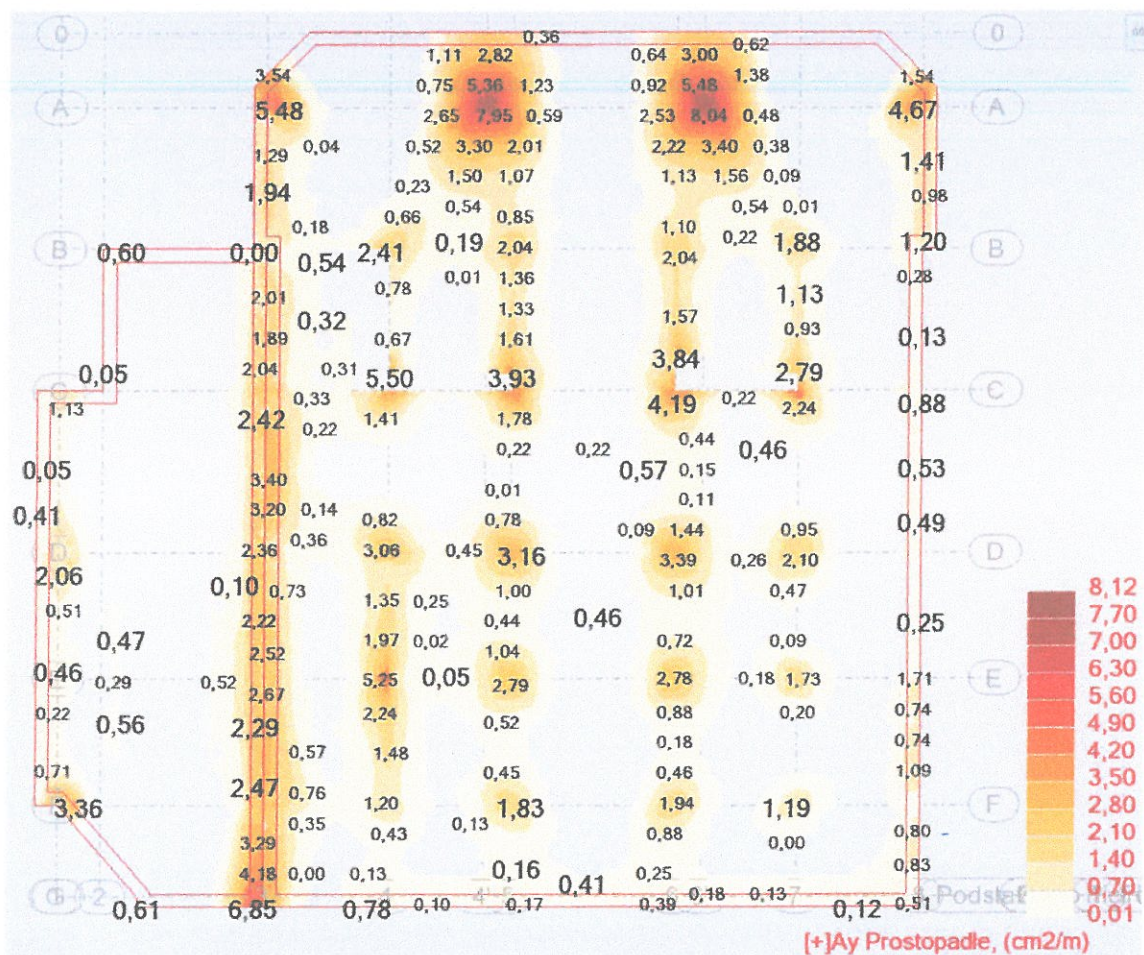 0 0,36 0
1,11 2,82 0,64 3,00 0,62
3,54 0,75 5,36 1,23 0,92 5,48 1,38 1,54
A 5,48 2,65 7,95 0,59 2,53 8,04 0,48 4,67 A
1,29 0,04 0,52 3,30 2,01 2,22 3,40 0,38 1,41
1,94 0,23 1,50 1,07 1,13 1,56 0,09 0,98
0,18 0,66 0,54 0,85 1,10 0,54 0,01
B 0,60 0,00 0,54 2,41 0,19 2,04 2,04 0,22 1,88 1,20 B
2,01 0,78 0,01 1,36 1,13 0,28
0,32 1,33 1,57
1,89 0,67 1,61 0,93 0,13
0,05 2,04 0,31 5,50 3,93 3,84 2,79
C 1,13 2,42 0,33 1,41 1,78 4,19 0,22 2,24 0,88 C
0,22 0,22 0,22 0,44 0,46
0,05 3,40 0,01 0,57 0,15 0,53
0,41 3,20 0,14 0,82 0,78 0,11 0,49
0,09 1,44 0,95
D 2,36 0,36 3,06 0,45 3,16 3,39 0,26 2,10 D
2,06 0,10 0,73 1,35 0,25 1,00 1,01 0,47
0,51 2,22 0,44 0,46 0,25
0,47 2,52 1,97 0,02 1,04 0,72 0,09
0,46 0,29 0,52 2,67 5,25 0,05 2,79 2,78 0,18 1,73 1,71 E
0,22 0,56 2,29 2,24 0,52 0,88 0,20 0,74
0,57 1,48 0,18 0,74
0,71 2,47 0,76 0,45 0,46 1,09
3,36 0,35 1,20 0,13 1,83 1,94 1,19 F
3,29 0,43 0,88 0,00 0,80
4,18 0,00 0,13 0,16 0,41 0,25 0,83
0,61 6,85 0,78 0,10 0,17 0,39 0,18 0,13 0,12 0,51
8,12
7,70
7,00
6,30
5,60
4,90
4,20
3,50
2,80
2,10
1,40
0,70
0,01
[+]Ay Prostopadle, (cm2/m)